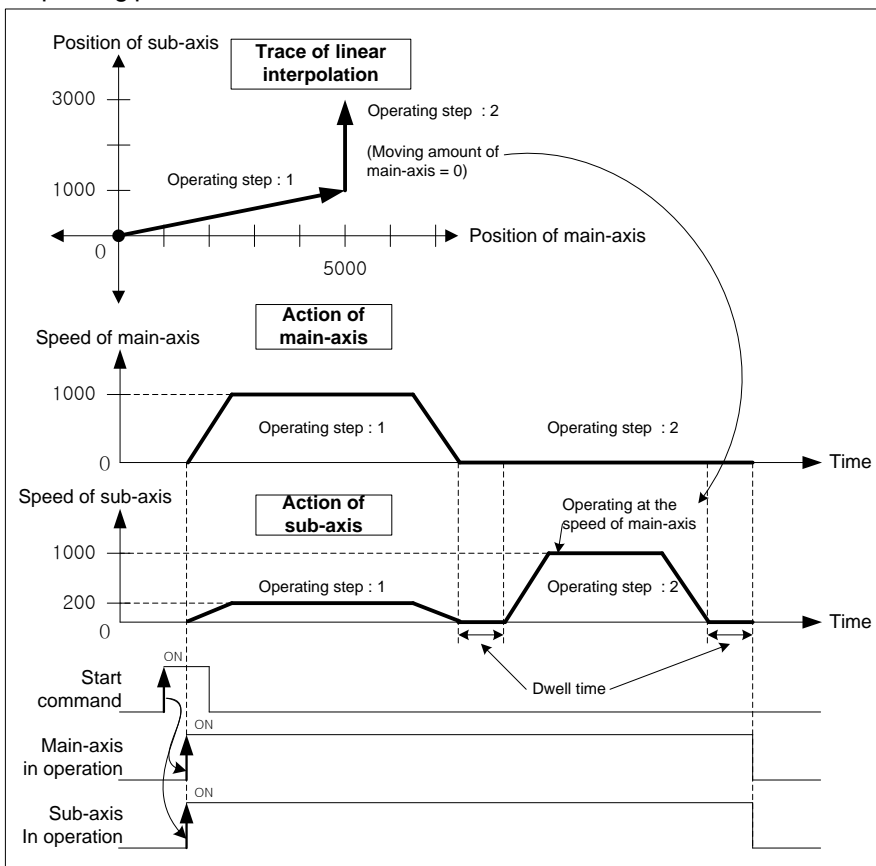 Position of sub-axis
Trace of linear
interpolation
3000
Operating step : 2
(Moving amount of
main-axis = 0)
Operating step : 1
1000
0
Position of main-axis
5000
Action of
main-axis
Speed of main-axis
1000
Operating step : 1
Operating step : 2
0
Time
Speed of sub-axis
Action of
sub-axis
Operating at the
speed of main-axis
1000
Operating step : 1
Operating step : 2
200
0
Time
ON
Dwell time
Start
command
ON
Main-axis
in operation
ON
Sub-axis
In operation